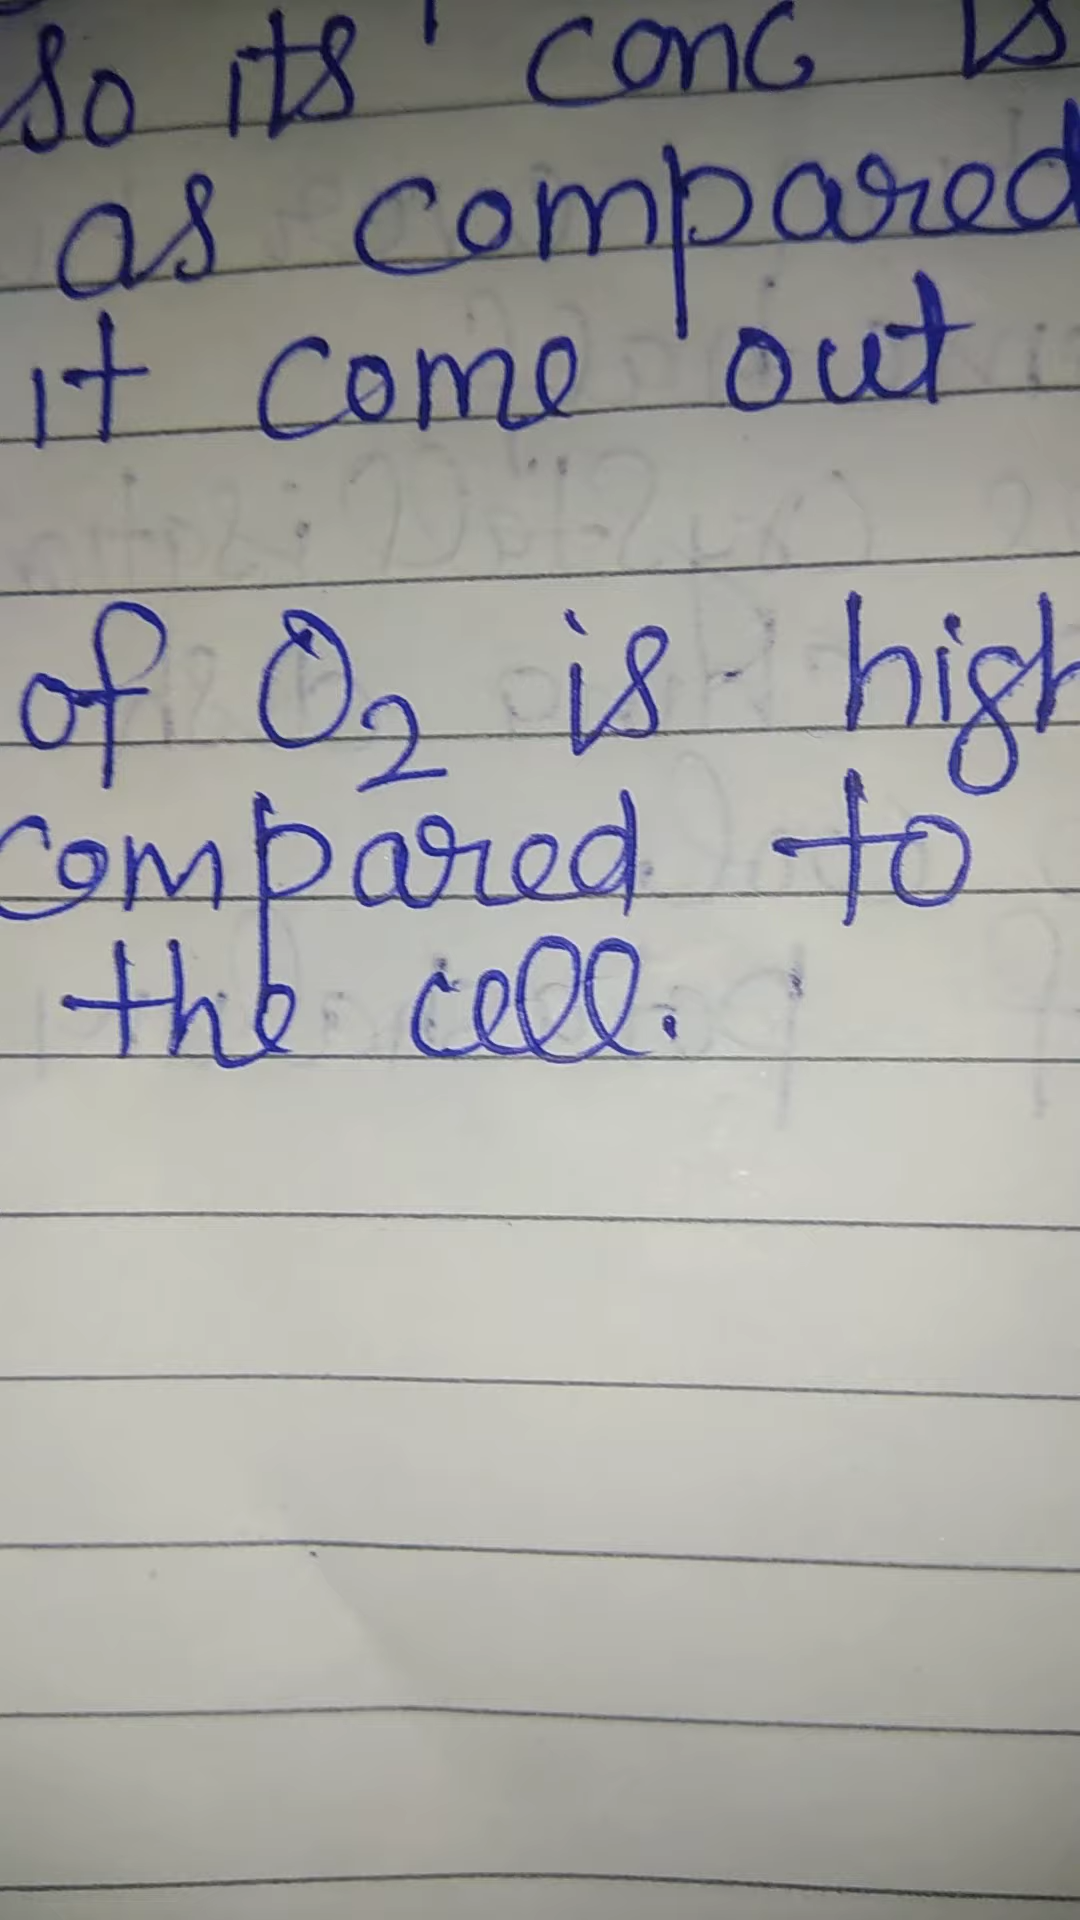 so its' conc is
as compared
it come out
of O₂ is high
compared to
the cell.